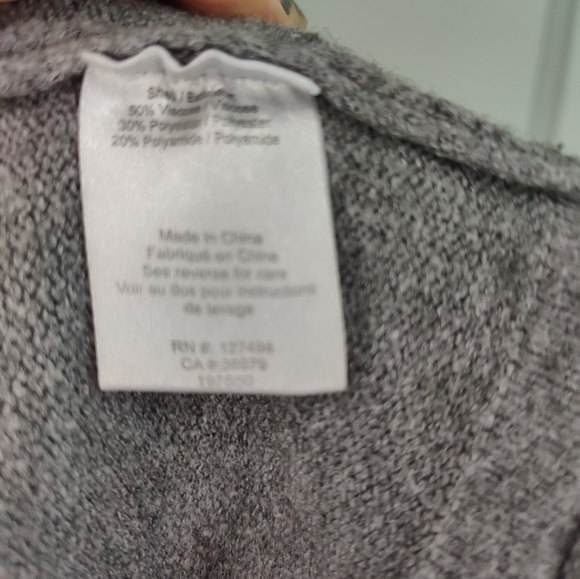 Shell /
50% Viscose / Viscose
30% Polyester / Polyester
20% Polyamide / Polyamide
Made in China
Fabriqué en Chine
See reverse for care
Voir au dos pour instructions
de lavage
RN #: 127494
CA #: